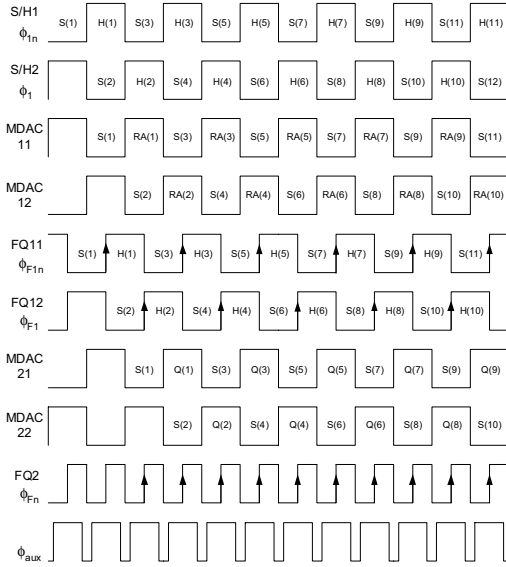 S/H1
ϕ1n
S(1) H(1) S(3) H(3) S(5) H(5) S(7) H(7) S(9) H(9) S(11) H(11)
S/H2
ϕ1
S(2) H(2) S(4) H(4) S(6) H(6) S(8) H(8) S(10) H(10) S(12)
MDAC
11
S(1) RA(1) S(3) RA(3) S(5) RA(5) S(7) RA(7) S(9) RA(9) S(11)
MDAC
12
S(2) RA(2) S(4) RA(4) S(6) RA(6) S(8) RA(8) S(10) RA(10)
FQ11
ϕF1n
S(1) H(1) S(3) H(3) S(5) H(5) S(7) H(7) S(9) H(9) S(11)
FQ12
ϕF1
S(2) H(2) S(4) H(4) S(6) H(6) S(8) H(8) S(10) H(10)
MDAC
21
S(1) Q(1) S(3) Q(3) S(5) Q(5) S(7) Q(7) S(9) Q(9)
MDAC
22
S(2) Q(2) S(4) Q(4) S(6) Q(6) S(8) Q(8) S(10)
FQ2
ϕFn
ϕaux